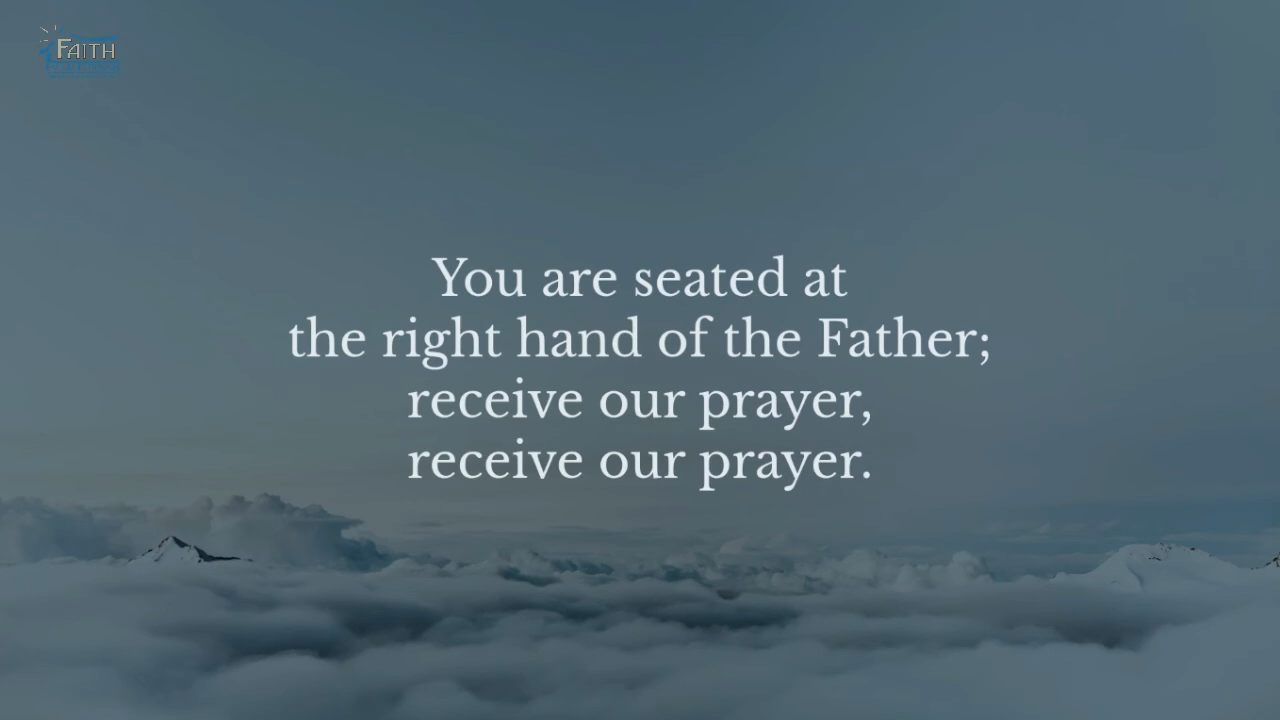 FAITH
You are seated at
the right hand of the Father;
receive our prayer,
receive our prayer.